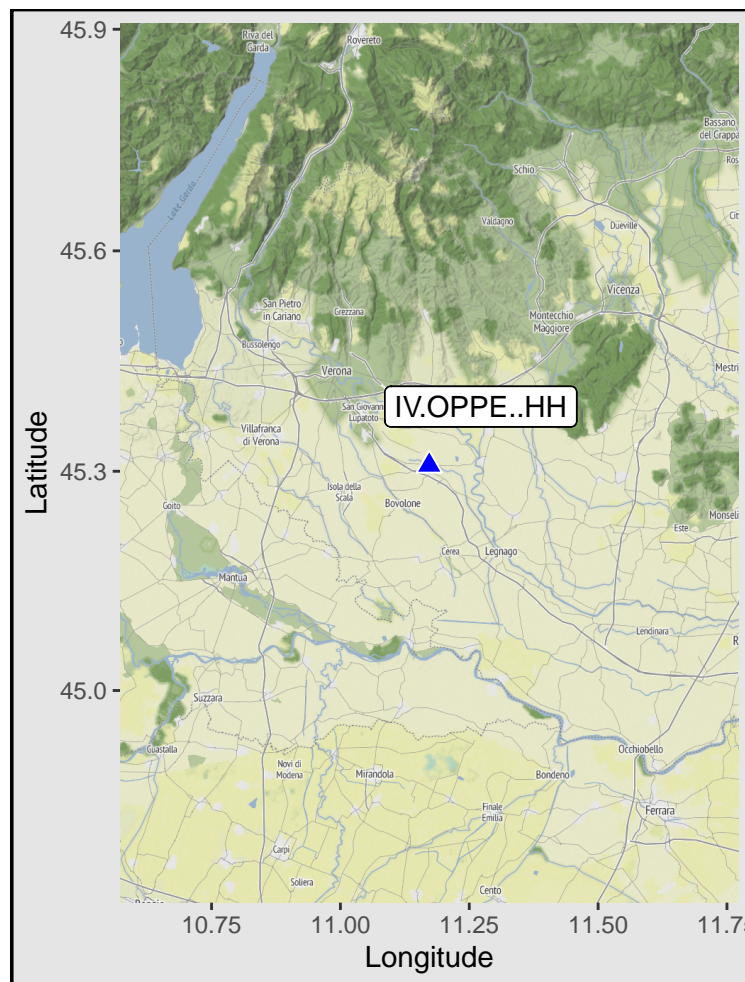 45.9
45.6
45.3
45.0
Latitude
Riva del
Garda
Rovereto
Bassano
del Grappa
Schio
Lake Garda
Valdagno
Dueville
Vicenza
San Pietro
in Cariano
Grezzana
Montecchio
Maggiore
Bussolengo
Verona
Mestri
IV.OPPE..HH
San Giovanni
Lupatoto
Villafranca
di Verona
Isola della
Scala
Bovolone
Goito
Este
Monseli
Cerea
Legnago
Mantua
Lendinara
R
Suzzara
Guastalla
Occhiobello
Novi di
Modena
Mirandola
Bondeno
Finale
Emilia
Ferrara
Carpi
Soliera
Cento
10.75
11.00
11.25
11.50
11.75
Longitude